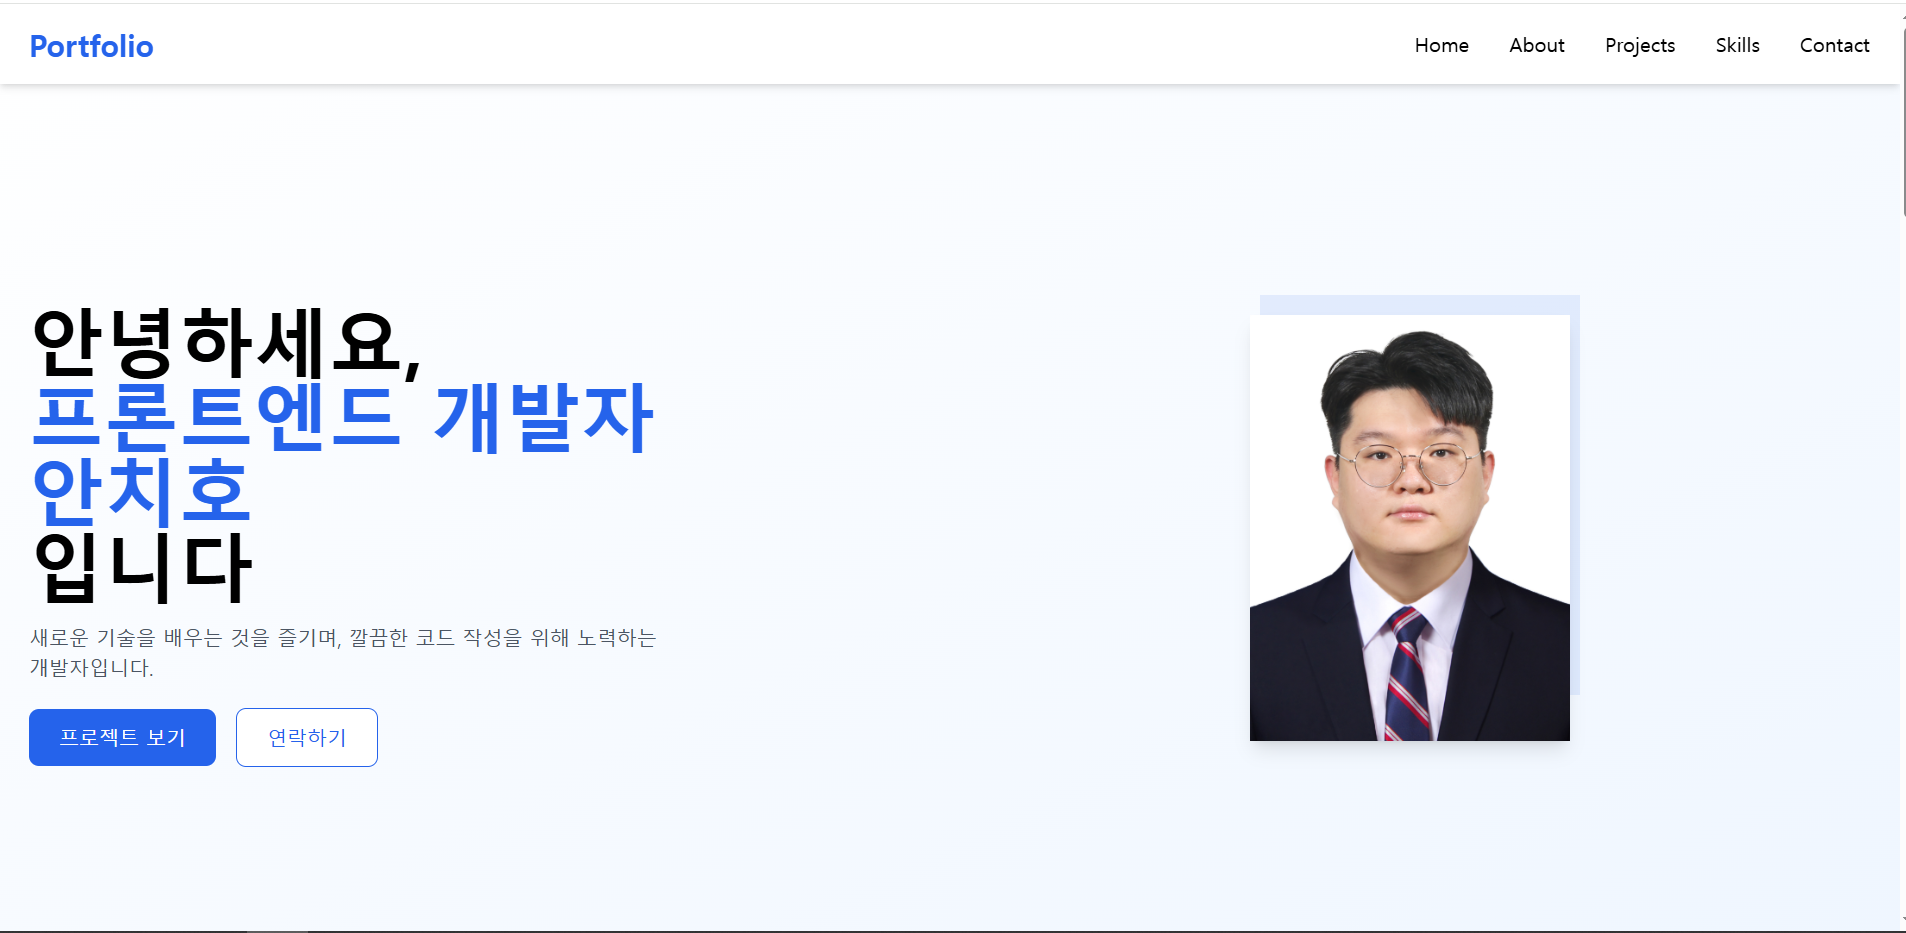 Portfolio
Home About Projects Skills Contact
안녕하세요,
프론트엔드 개발자
안치호
입니다
새로운 기술을 배우는 것을 즐기며, 깔끔한 코드 작성을 위해 노력하는
개발자입니다.
프로젝트 보기 연락하기